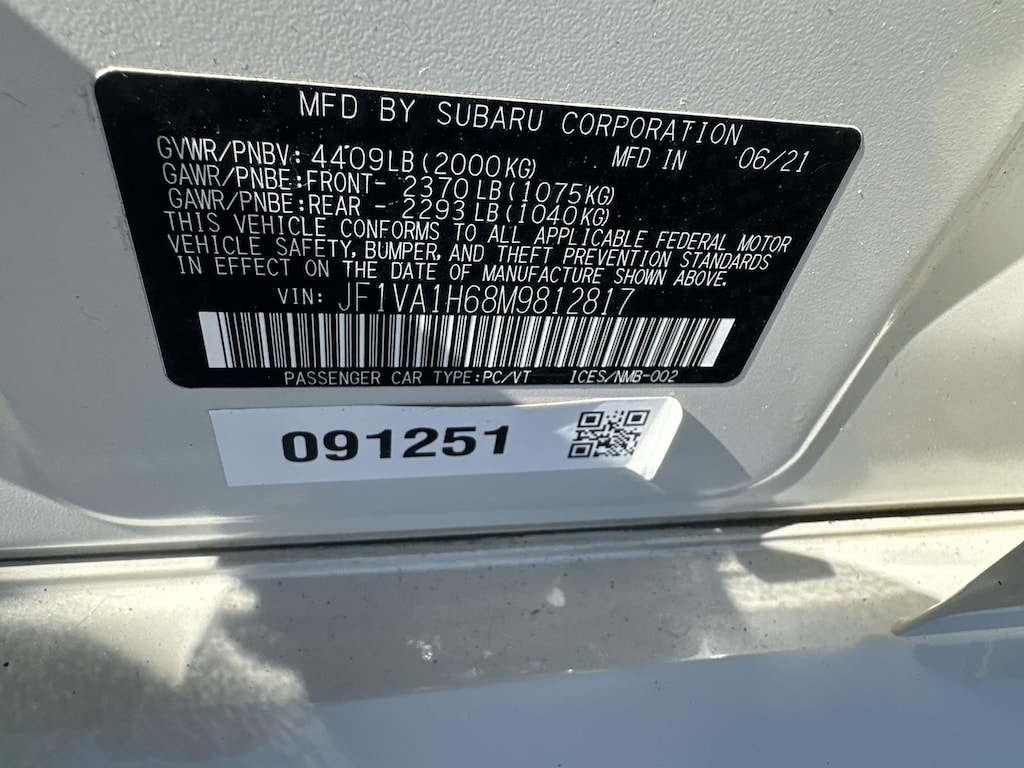 MFD BY SUBARU CORPORATION
GVWR/PNBV: 4409LB(2000KG) MFD IN 06/21
GAWR/PNBE:FRONT- 2370LB(1075KG)
GAWR/PNBE:REAR - 2293LB(1040KG)
THIS VEHICLE CONFORMS TO ALL APPLICABLE FEDERAL MOTOR
VEHICLE SAFETY, BUMPER, AND THEFT PREVENTION STANDARDS
IN EFFECT ON THE DATE OF MANUFACTURE SHOWN ABOVE.
VIN: JF1VA1H68M9812817
PASSENGER CAR TYPE:PC/VT ICES/NMB-002
091251